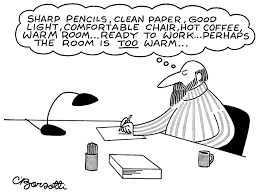 SHARP PENCILS, CLEAN PAPER, GOOD
LIGHT, COMFORTABLE CHAIR, HOT COFFEE,
WARM ROOM...READY TO WORK...PERHAPS
THE ROOM IS TOO WARM...
C. Barsotti